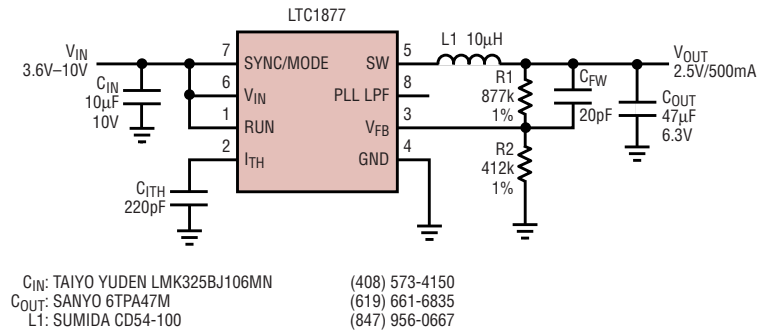 LTC1877
VIN
3.6V–10V
CIN
10µF
10V
7
SYNC/MODE
6
VIN
1
RUN
2
ITH
CITH
220pF
SW
5
L1 10µH
PLL LPF
8
VFB
3
GND
4
R1
877k
1%
CFW
20pF
R2
412k
1%
VOUT
2.5V/500mA
COUT
47µF
6.3V
CIN: TAIYO YUDEN LMK325BJ106MN (408) 573-4150
COUT: SANYO 6TPA47M (619) 661-6835
L1: SUMIDA CD54-100 (847) 956-0667